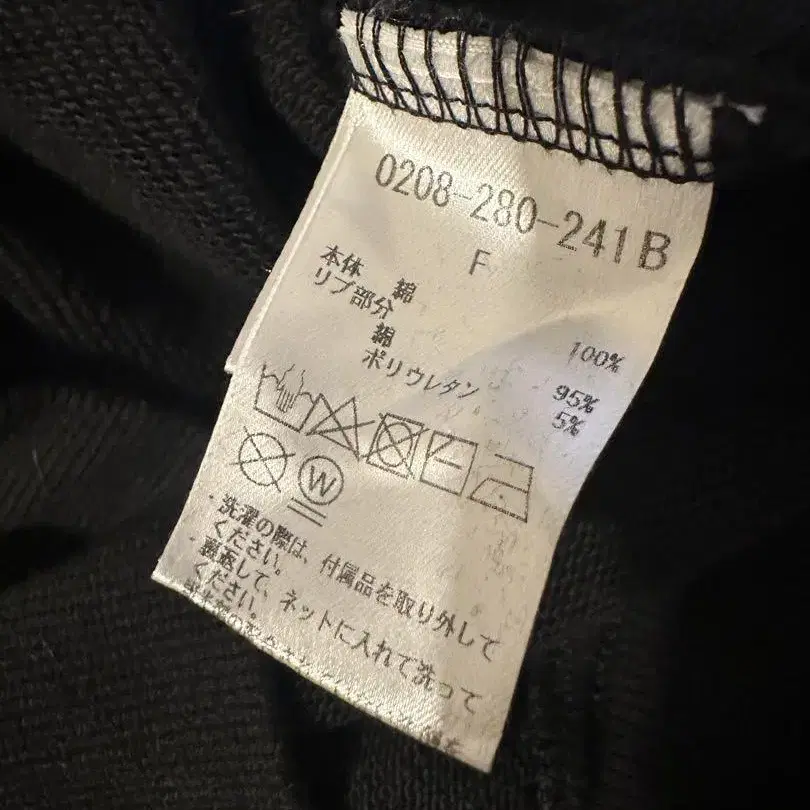 0208-280-241B
F
本体 綿 100%
リブ部分
綿 95%
ポリウレタン 5%
W
・洗濯の際は、付属品を取り外して
ください。
・裏返して、ネットに入れて洗って
ください。